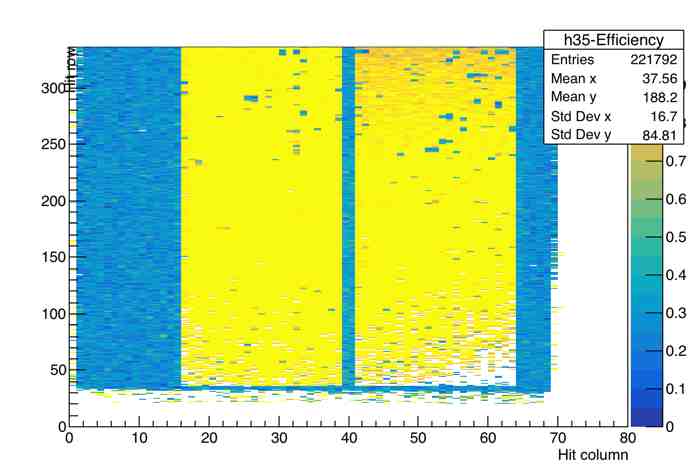 h35-Efficiency
Entries 221792
Mean x 37.56
Mean y 188.2
Std Dev x 16.7
Std Dev y 84.81
Hit row
300
250
200
150
100
50
0
0 10 20 30 40 50 60 70 80
Hit column
0.7
0.6
0.5
0.4
0.3
0.2
0.1
0